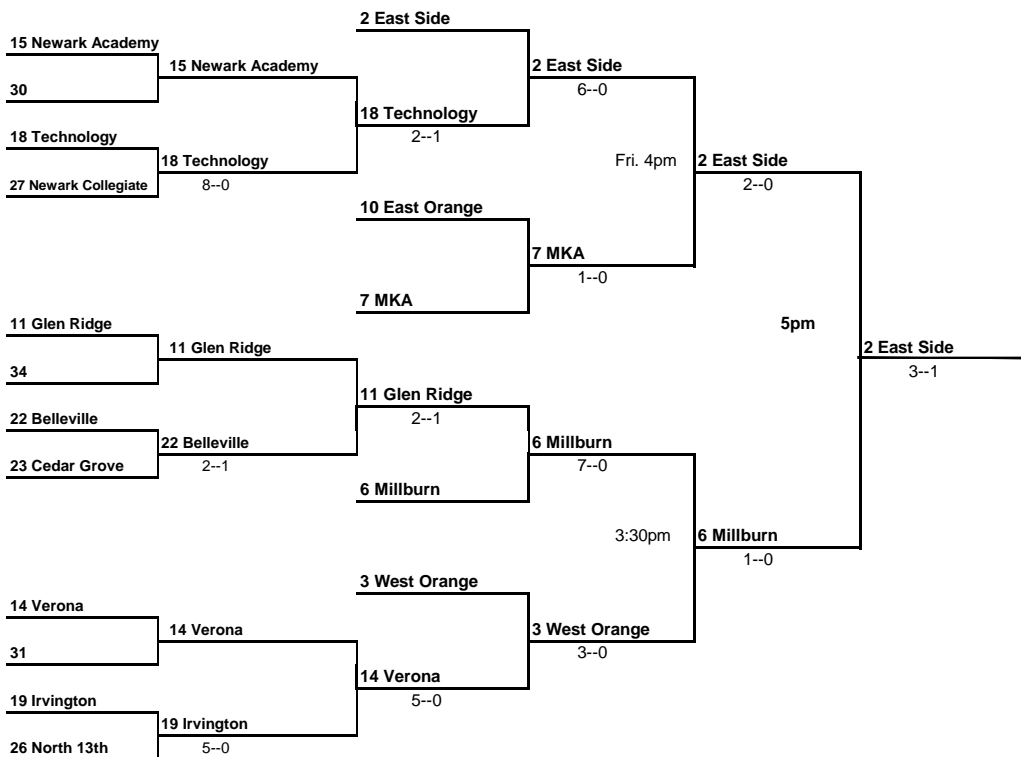 2 East Side
15 Newark Academy
15 Newark Academy
2 East Side
30
6--0
18 Technology
18 Technology
2--1
18 Technology
Fri. 4pm
2 East Side
27 Newark Collegiate
8--0
2--0
10 East Orange
7 MKA
1--0
7 MKA
11 Glen Ridge
5pm
11 Glen Ridge
2 East Side
34
3--1
11 Glen Ridge
22 Belleville
2--1
22 Belleville
6 Millburn
23 Cedar Grove
2--1
7--0
6 Millburn
3:30pm
6 Millburn
1--0
3 West Orange
14 Verona
14 Verona
3 West Orange
31
3--0
14 Verona
19 Irvington
5--0
19 Irvington
26 North 13th
5--0